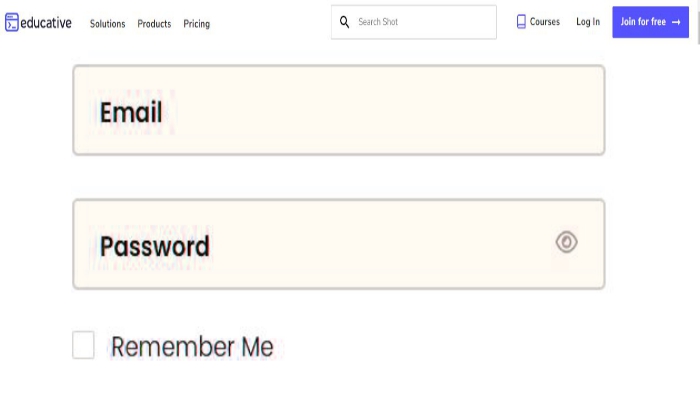 educative Solutions Products Pricing Search Shot Courses Log In Join for free →
Email
Password
Remember Me